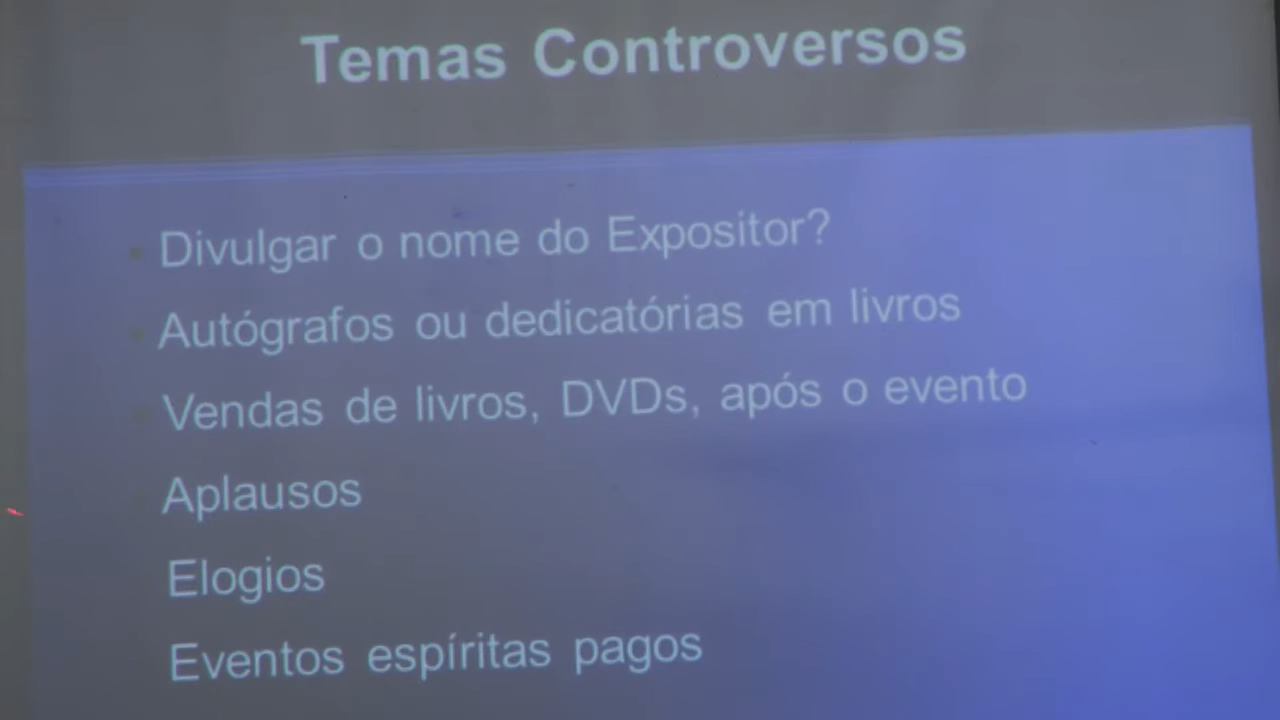 Temas Controversos
Divulgar o nome do Expositor?
Autógrafos ou dedicatórias em livros
Vendas de livros, DVDs, após o evento
Aplausos
Elogios
Eventos espíritas pagos